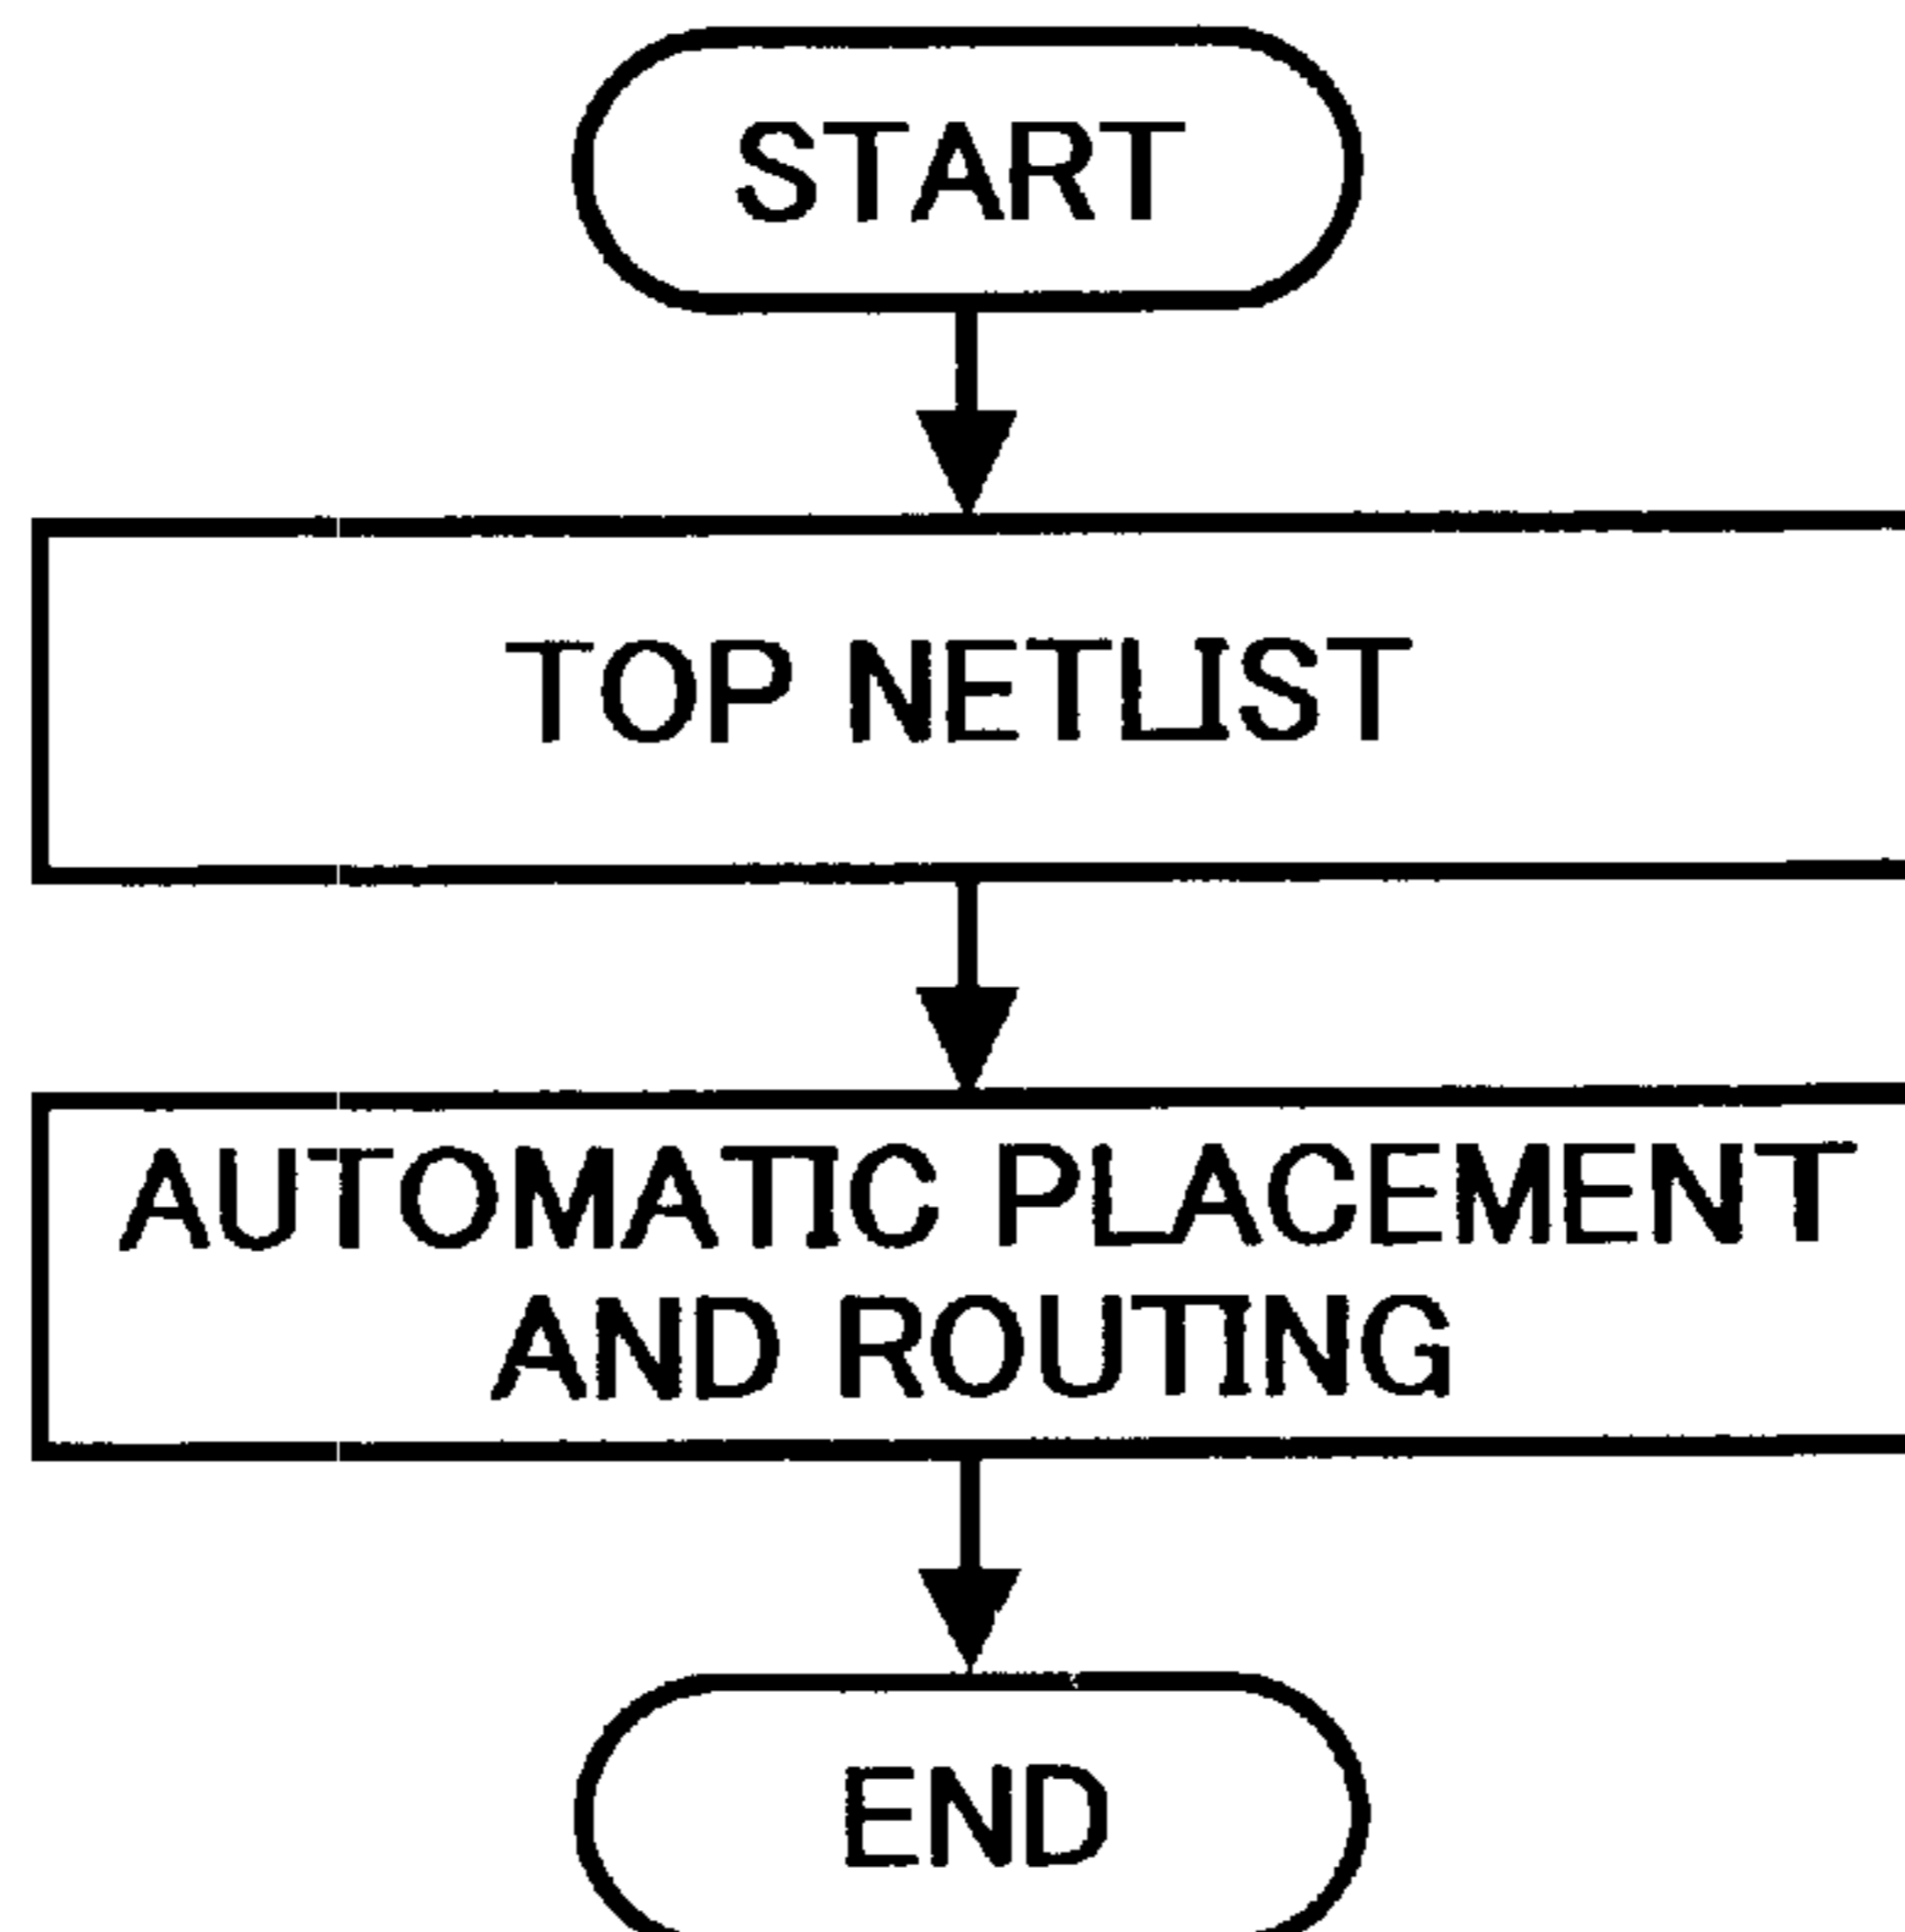 START
TOP NETLIST
AUTOMATIC PLACEMENT
AND ROUTING
END